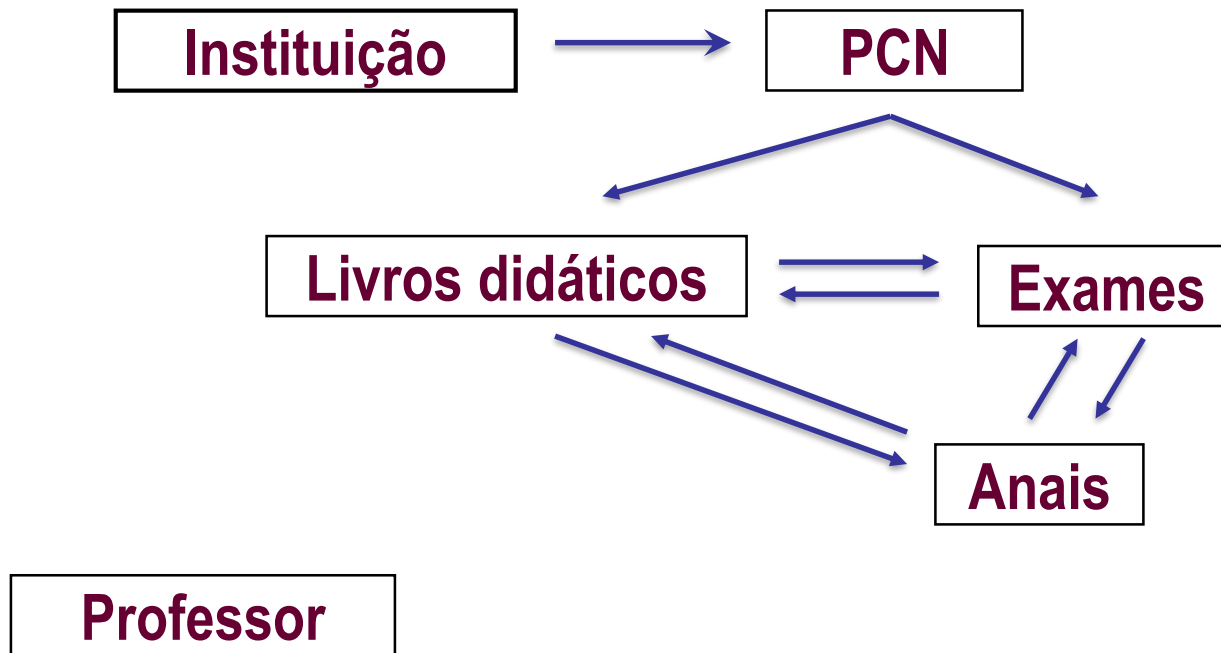 Instituição
PCN
Livros didáticos
Exames
Anais
Professor